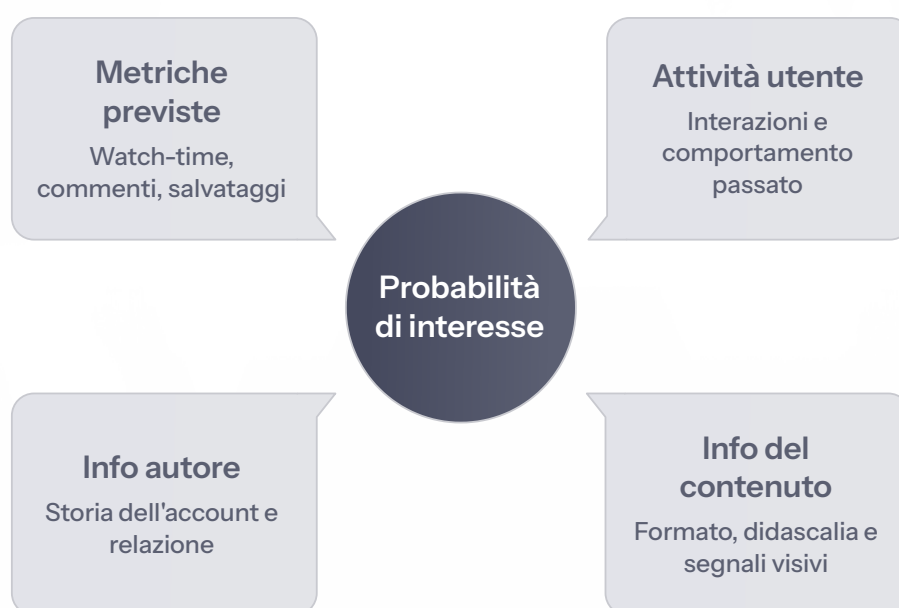 Metriche
previste
Watch-time,
commenti, salvataggi
Attività utente
Interazioni e
comportamento
passato
Probabilità
di interesse
Info autore
Storia dell'account e
relazione
Info del
contenuto
Formato, didascalia e
segnali visivi